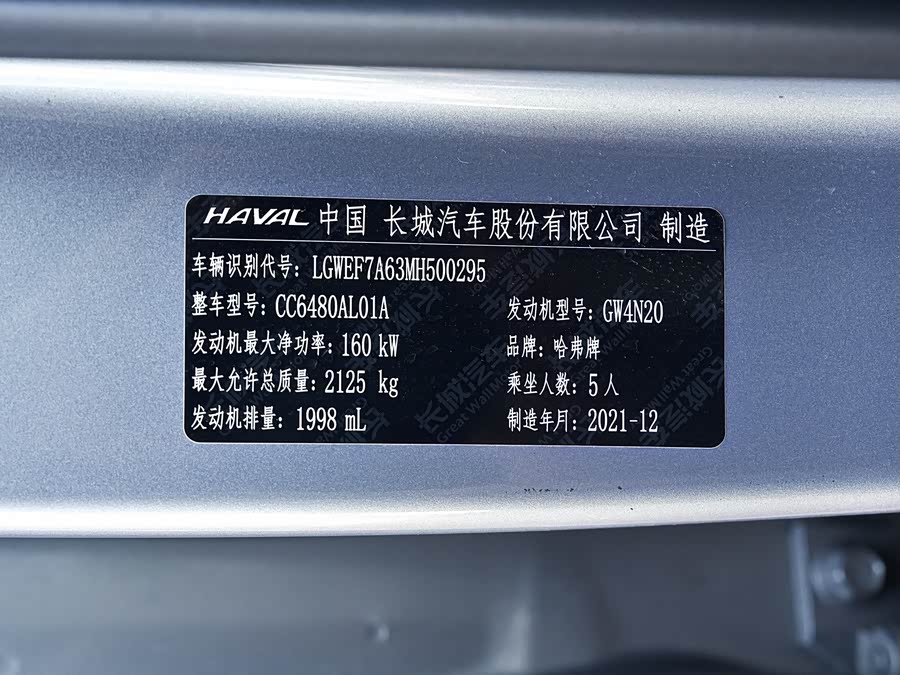 HAVAL 中国 长城汽车股份有限公司 制造
车辆识别代号：LGWEF7A63MH500295
整车型号：CC6480AL01A 发动机型号：GW4N20
发动机最大净功率：160 kW 品牌：哈弗牌
最大允许总质量：2125 kg 乘坐人数：5 人
发动机排量：1998 mL 制造年月：2021-12